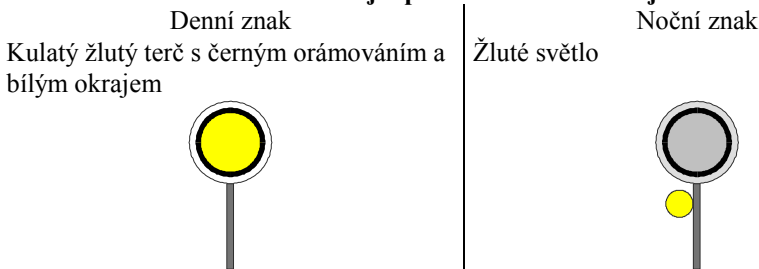 Denní znak
Kulatý žlutý terč s černým orámováním a
bílým okrajem
Noční znak
Žluté světlo